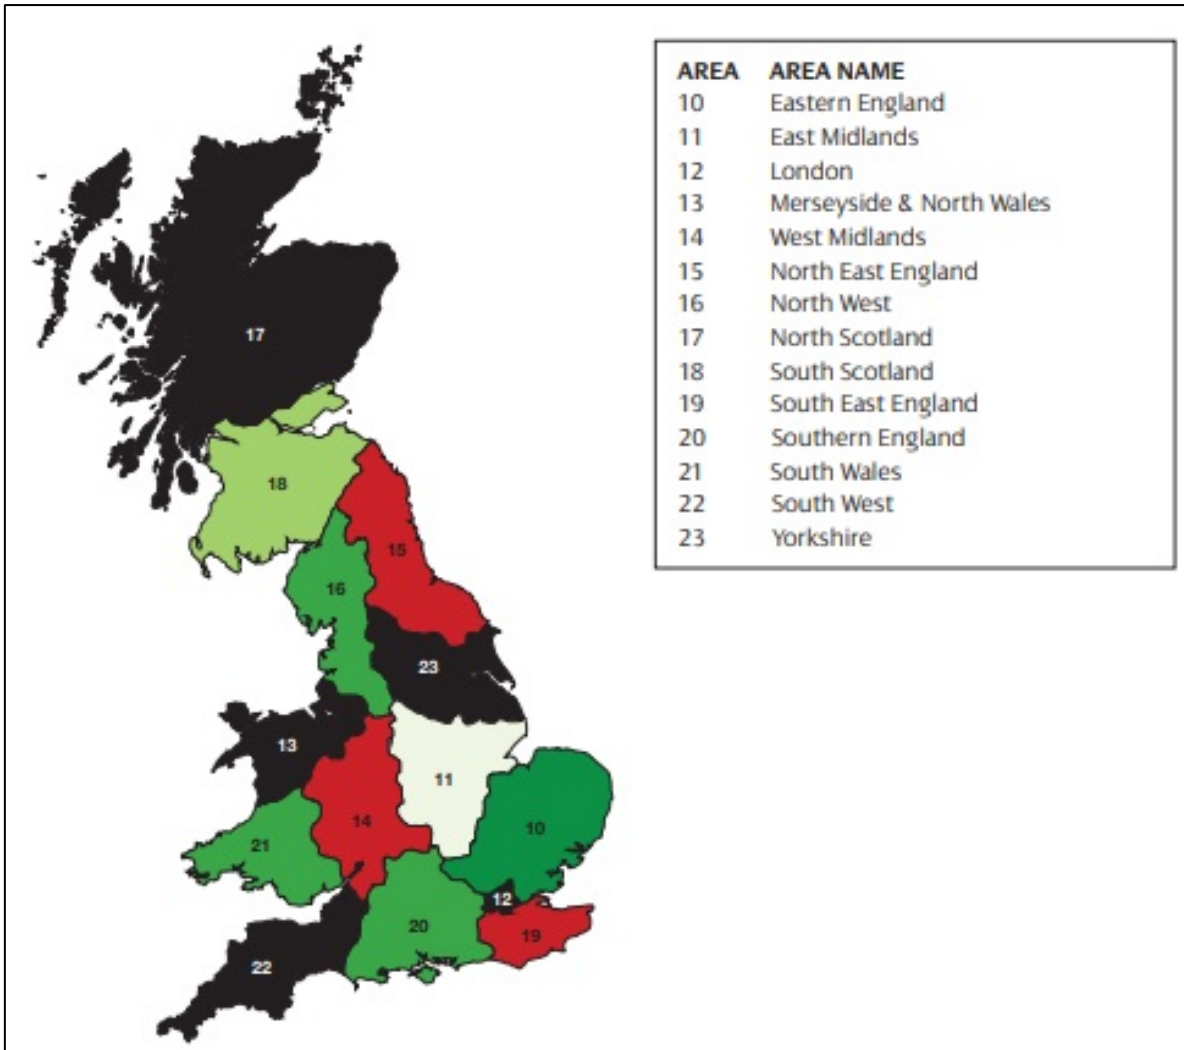 AREA AREA NAME
10 Eastern England
11 East Midlands
12 London
13 Merseyside & North Wales
14 West Midlands
15 North East England
16 North West
17 North Scotland
18 South Scotland
19 South East England
20 Southern England
21 South Wales
22 South West
23 Yorkshire
17
18
15
16
23
13
11
14
10
21
12
20
19
22